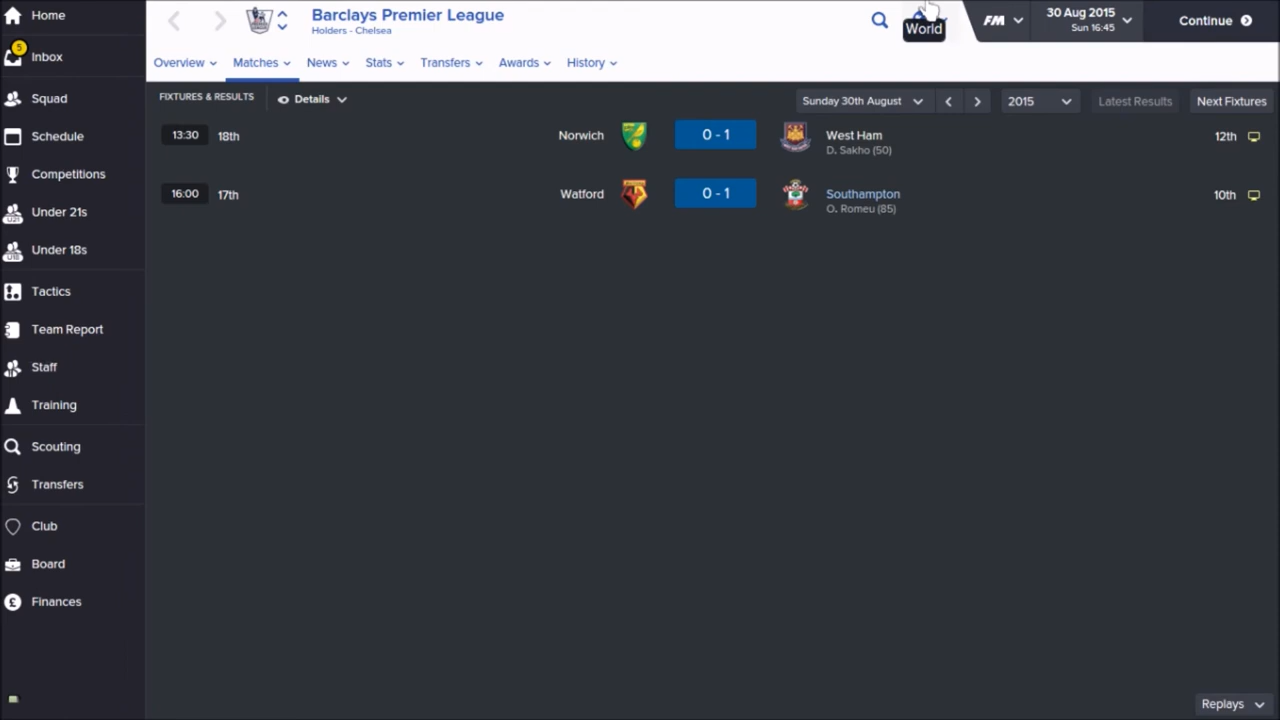 Home
Barclays Premier League
Holders - Chelsea
World
FM
30 Aug 2015
Sun 16:45
Continue
5
Inbox
Overview
Matches
News
Stats
Transfers
Awards
History
Squad
FIXTURES & RESULTS
Details
Sunday 30th August
2015
Latest Results
Next Fixtures
Schedule
13:30
18th
Norwich
0 - 1
West Ham
D. Sakho (50)
12th
Competitions
16:00
17th
Watford
0 - 1
Southampton
O. Romeu (85)
10th
U21
Under 21s
U18
Under 18s
Tactics
Team Report
Staff
Training
Scouting
Transfers
Club
Board
£
Finances
Replays